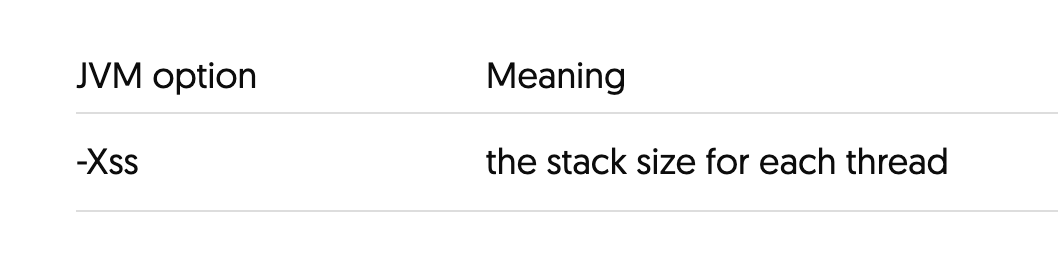 JVM option Meaning
-Xss the stack size for each thread